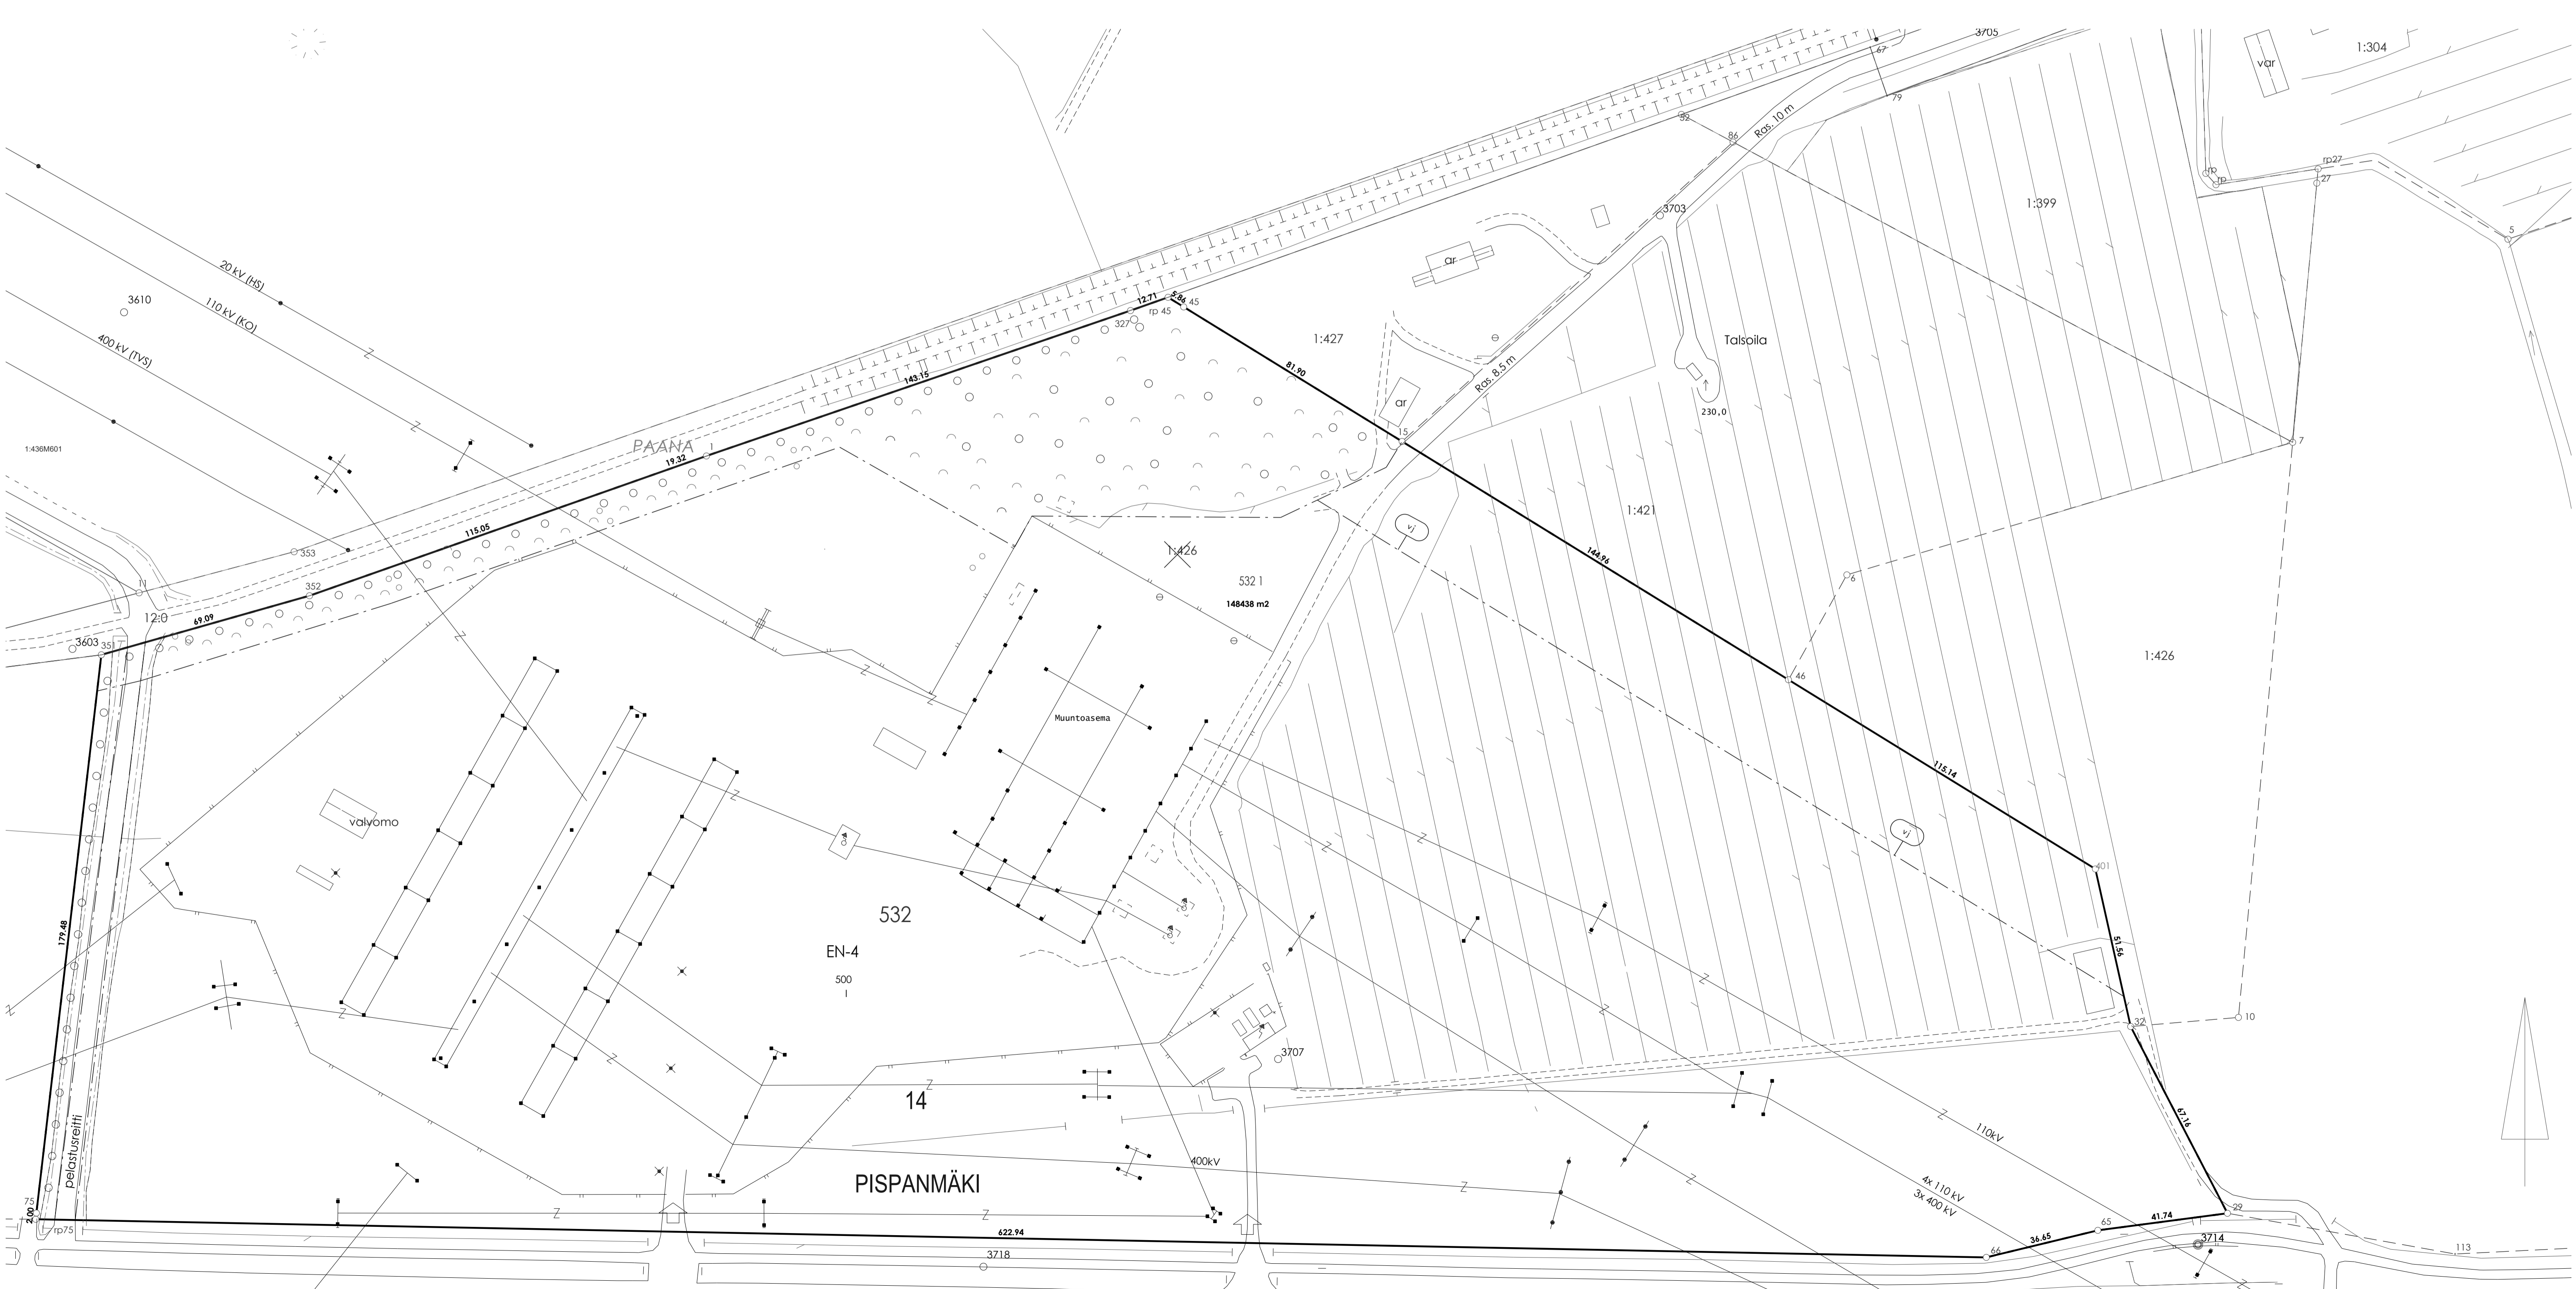 3705
67
1:304
var
79
52
86
Ras. 10 m
rp27
27
rp
rp
1:399
3703
5
20 kV (HS)
110 kV (KO)
3610
400 kV (TVS)
ar
12.71
5.86
45
rp 45
327
1:427
Talsoila
81.90
143.15
Ras. 8.5 m
ar
230,0
15
7
1:436M601
PAANA
19.32
1
1:421
vj
115.05
353
1:426
144.96
11
352
6
532 1
148438 m2
12:0
69.09
3603
351
1:426
46
Muuntoasema
115.14
valvomo
vj
401
532
179.48
EN-4
51.56
500
I
32
10
3707
14
67.16
110kV
pelastusreitti
400kV
PISPANMÄKI
4x 110 kV
3x 400 kV
75
2.00
rp75
29
41.74
65
622.94
36.65
66
3718
3714
113